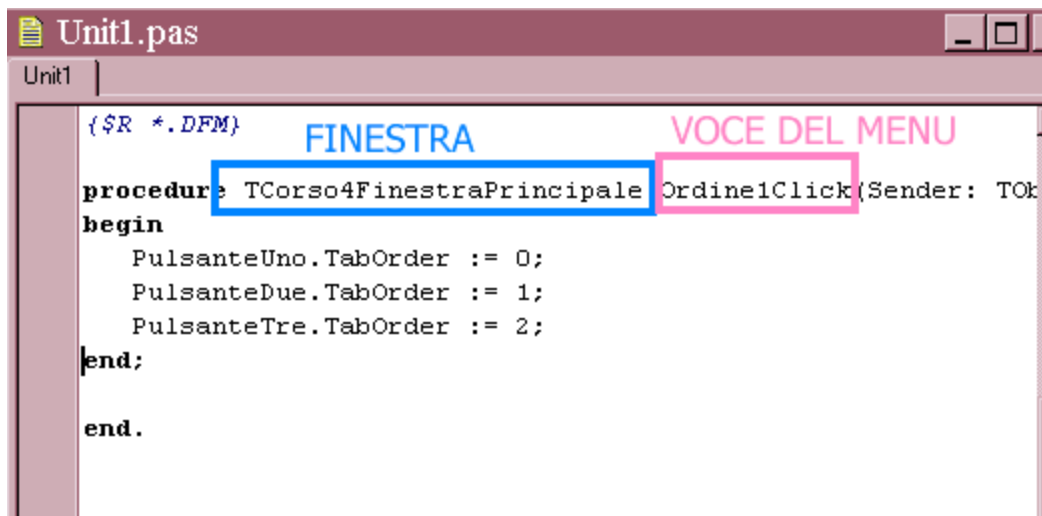 Unit1.pas
Unit1
{$R *.DFM}
FINESTRA
VOCE DEL MENU
procedure TCorso4FinestraPrincipale Ordine1Click(Sender: TOb
begin
PulsanteUno.TabOrder := 0;
PulsanteDue.TabOrder := 1;
PulsanteTre.TabOrder := 2;
end;
end.